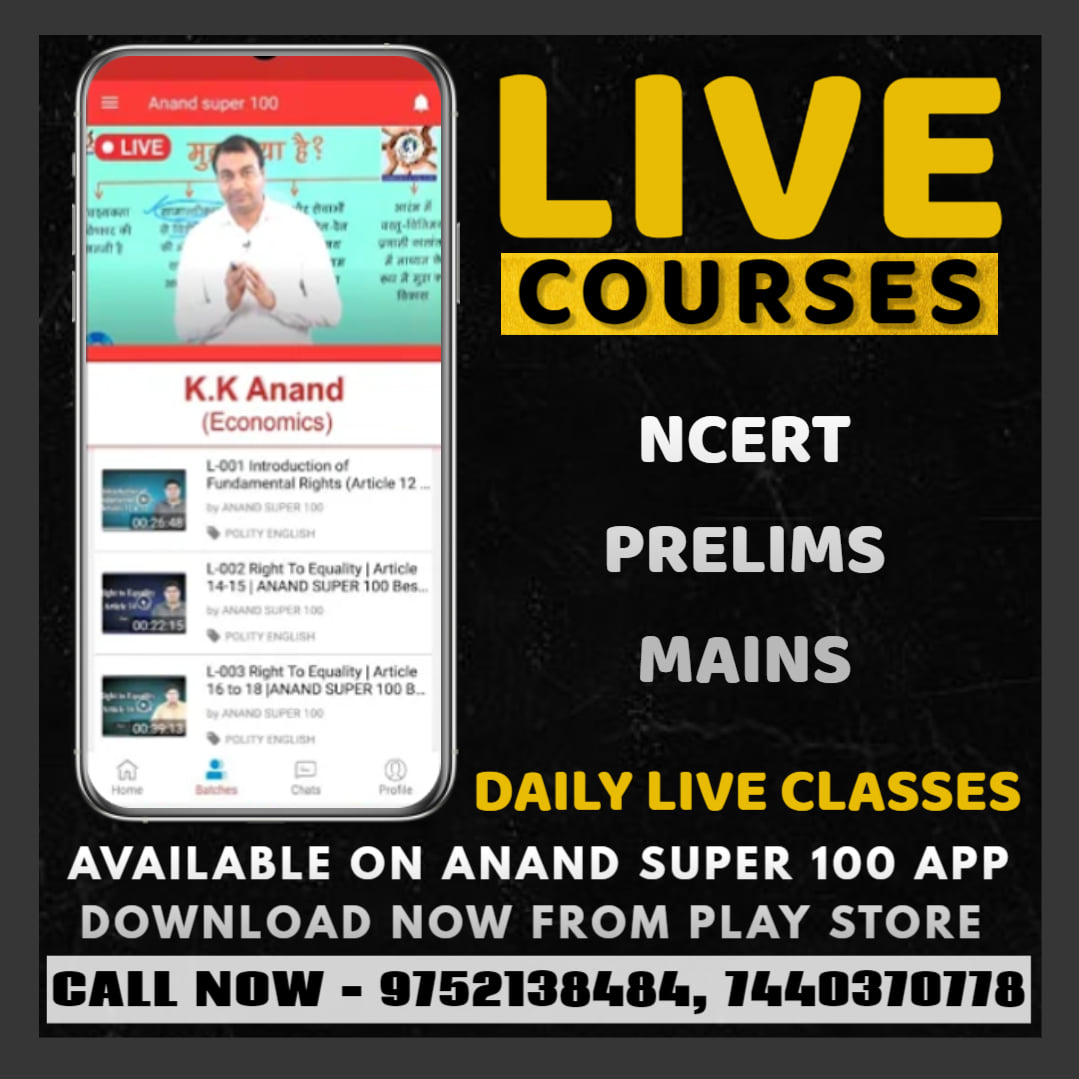 Anand super 100
LIVE
है?
K.K Anand
(Economics)
L-001 Introduction of
Fundamental Rights (Article 12 ...
00:26:48
by ANAND SUPER 100
POLITY ENGLISH
L-002 Right To Equality | Article
14-15 | ANAND SUPER 100 Bes...
00:22:15
by ANAND SUPER 100
POLITY ENGLISH
L-003 Right To Equality | Article
16 to 18 |ANAND SUPER 100 B...
00:39:13
by ANAND SUPER 100
POLITY ENGLISH
Home Batches Chats Profile
LIVE
COURSES
NCERT
PRELIMS
MAINS
DAILY LIVE CLASSES
AVAILABLE ON ANAND SUPER 100 APP
DOWNLOAD NOW FROM PLAY STORE
CALL NOW - 9752138484, 7440370778